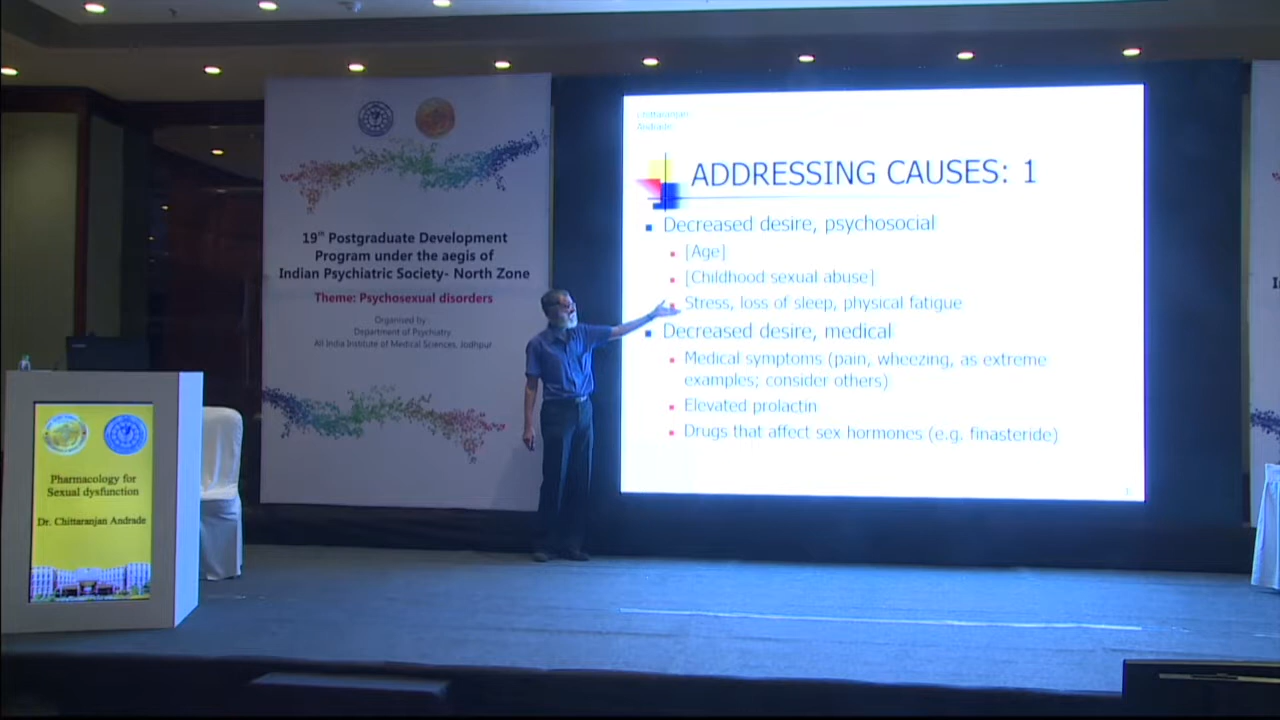 19th Postgraduate Development
Program under the aegis of
Indian Psychiatric Society- North Zone
Theme: Psychosexual disorders
Organised by
Department of Psychiatry
All India Institute of Medical Sciences, Jodhpur
Chittaranjan
Andrade
ADDRESSING CAUSES: 1
Decreased desire, psychosocial
[Age]
[Childhood sexual abuse]
Stress, loss of sleep, physical fatigue
Decreased desire, medical
Medical symptoms (pain, wheezing, as extreme
examples; consider others)
Elevated prolactin
Drugs that affect sex hormones (e.g. finasteride)
Pharmacology for
Sexual dysfunction
Dr. Chittaranjan Andrade